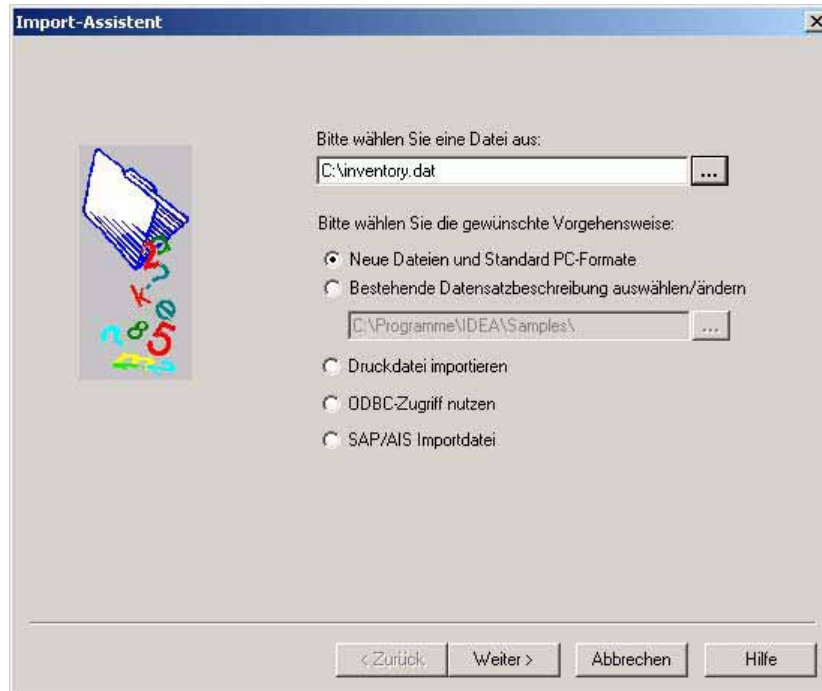 Import-Assistent
Bitte wählen Sie eine Datei aus:
C:\inventory.dat
...
Bitte wählen Sie die gewünschte Vorgehensweise:
Neue Dateien und Standard PC-Formate
Bestehende Datensatzbeschreibung auswählen/ändern
C:\Programme\IDEA\Samples\
...
Druckdatei importieren
ODBC-Zugriff nutzen
SAP/AIS Importdatei
< Zurück Weiter > Abbrechen Hilfe